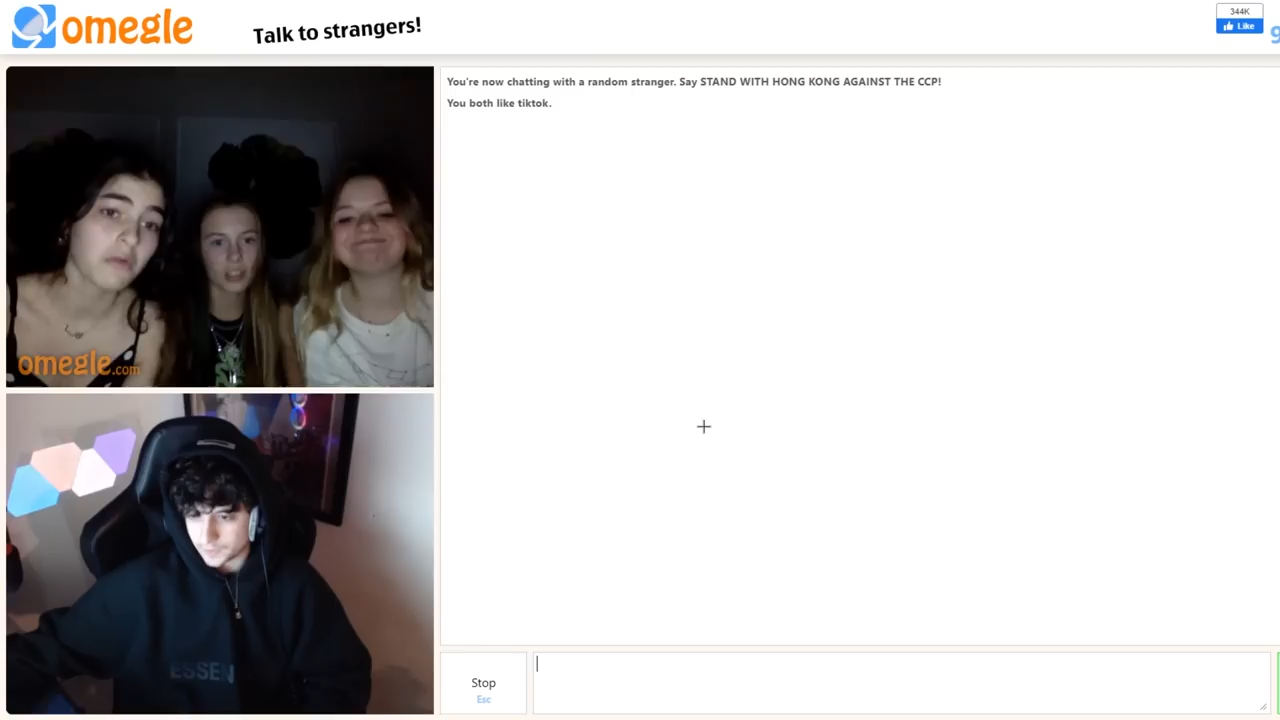 omegle
Talk to strangers!
344K
Like
You're now chatting with a random stranger. Say STAND WITH HONG KONG AGAINST THE CCP!
You both like tiktok.
omegle.com
ESSEN
Stop
Esc